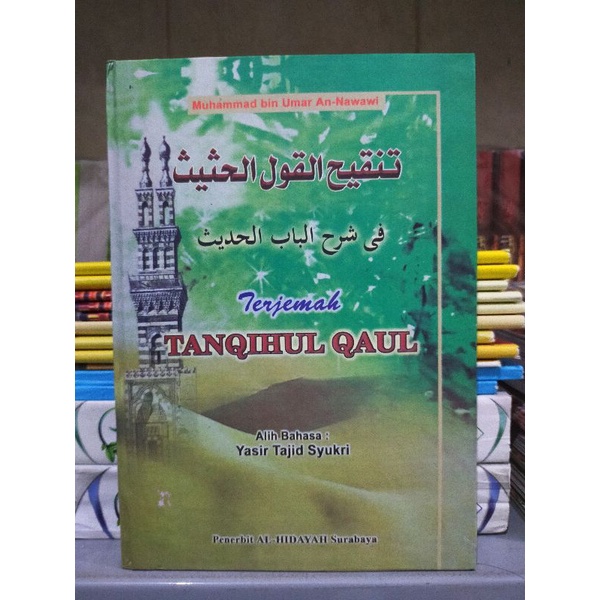 Muhammad bin Umar An-Nawawi
تنقيح القول الحثيث
في شرح الباب الحديث
Terjemah
TANQIHUL QAUL
Alih Bahasa :
Yasir Tajid Syukri
Penerbit AL-HIDAYAH Surabaya